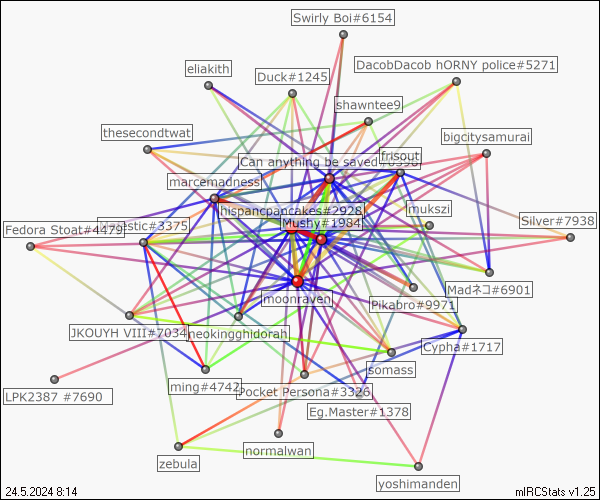 Swirly Boi#6154
DacobDacob hORNY police#5271
eliakith
Duck#1245
shawntee9
thesecondtwat
bigcitysamurai
Can anything be saved
frisout
marcemadness
hispancpancakes#2928
mukszi
Fedora Stoat#4479
#3375
Mushy#1984
Silver#7938
Madネコ#6901
moonraven
Pikabro#9971
JKOUYH VIII#7034
neokingghidorah
Cypha#1717
somass
ming#4742
Pocket Persona#3326
LPK2387 #7690
Eg.Master#1378
normalwan
zebula
yoshimanden
24.5.2024 8:14
mIRCStats v1.25